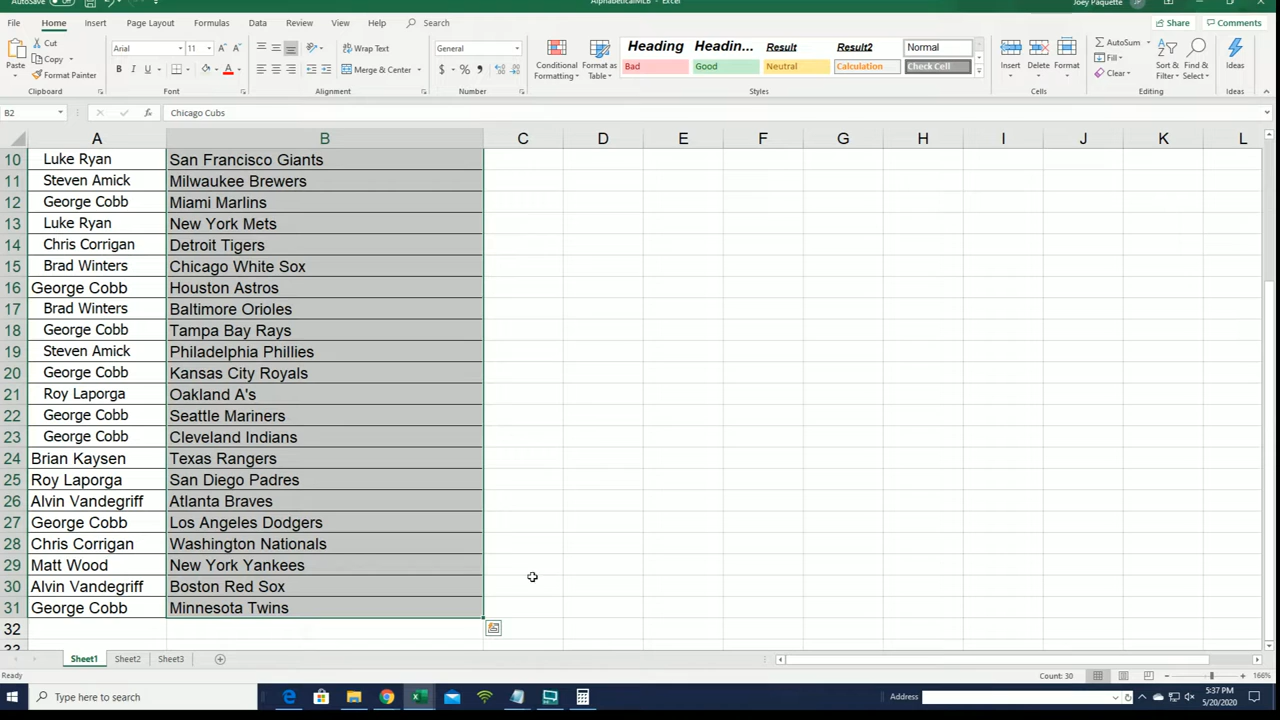 AutoSave
AlphabeticalMLB - Excel
Joey Paquette
JP
File Home Insert Page Layout Formulas Data Review View Help Search
Share Comments
Paste
Cut
Copy
Format Painter
Clipboard
Arial 11
Font
Wrap Text
Merge & Center
Alignment
General
Number
Conditional Formatting
Format as Table
Heading Headin... Result Result2 Normal
Bad Good Neutral Calculation Check Cell
Styles
Insert Delete Format
Cells
AutoSum
Fill
Clear
Sort & Filter
Find & Select
Editing
Ideas
Ideas
B2 Chicago Cubs
A B C D E F G H I J K L
10 Luke Ryan San Francisco Giants
11 Steven Amick Milwaukee Brewers
12 George Cobb Miami Marlins
13 Luke Ryan New York Mets
14 Chris Corrigan Detroit Tigers
15 Brad Winters Chicago White Sox
16 George Cobb Houston Astros
17 Brad Winters Baltimore Orioles
18 George Cobb Tampa Bay Rays
19 Steven Amick Philadelphia Phillies
20 George Cobb Kansas City Royals
21 Roy Laporga Oakland A's
22 George Cobb Seattle Mariners
23 George Cobb Cleveland Indians
24 Brian Kaysen Texas Rangers
25 Roy Laporga San Diego Padres
26 Alvin Vandegriff Atlanta Braves
27 George Cobb Los Angeles Dodgers
28 Chris Corrigan Washington Nationals
29 Matt Wood New York Yankees
30 Alvin Vandegriff Boston Red Sox
31 George Cobb Minnesota Twins
32
33
Sheet1 Sheet2 Sheet3
Ready Count: 30 166%
Type here to search
Address
5:37 PM
5/20/2020